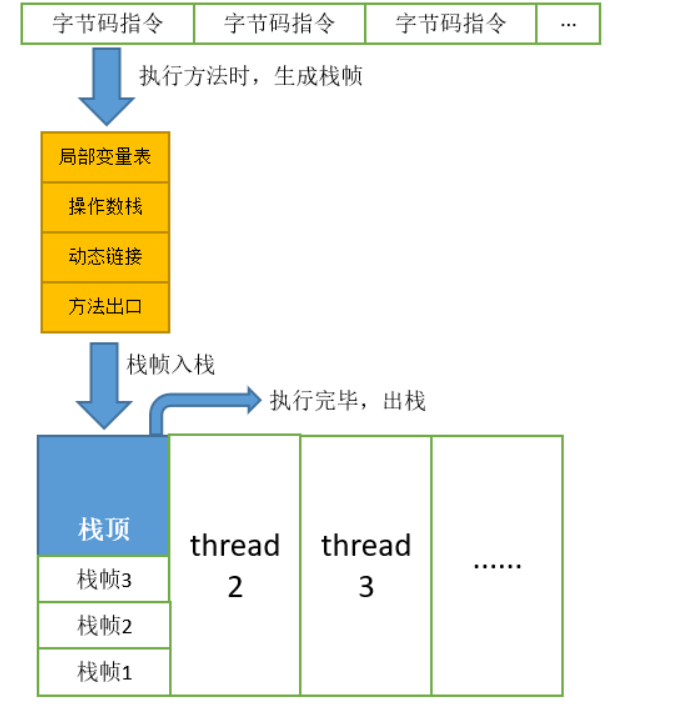 字节码指令 字节码指令 字节码指令 ...
执行方法时，生成栈帧
局部变量表
操作数栈
动态链接
方法出口
栈帧入栈
执行完毕，出栈
栈顶
thread
2
thread
3
......
栈帧3
栈帧2
栈帧1